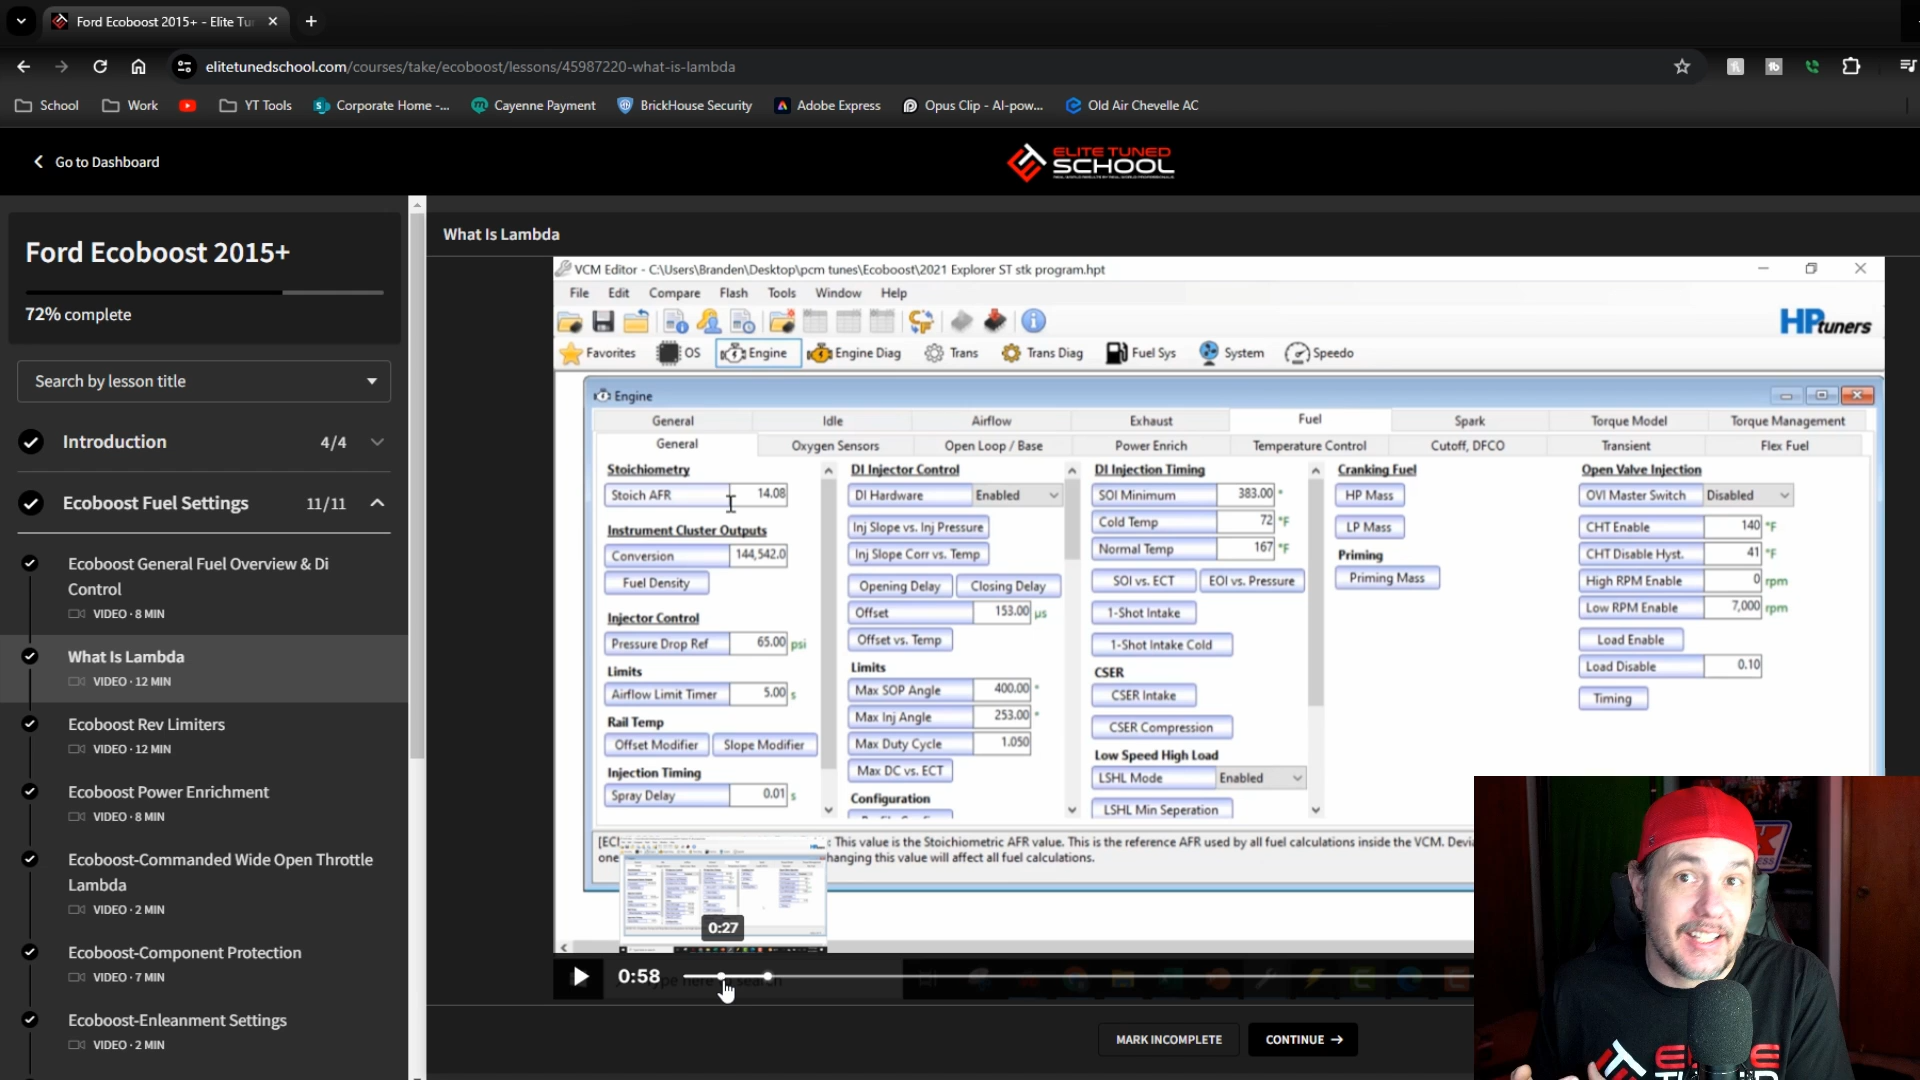 Ford Ecoboost 2015+ - Elite Tu
elitetunedschool.com/courses/take/ecoboost/lessons/45987220-what-is-lambda
School
Work
YT Tools
Corporate Home -...
Cayenne Payment
BrickHouse Security
Adobe Express
Opus Clip - AI-pow...
Old Air Chevelle AC
Go to Dashboard
ELITE TUNED
SCHOOL
Ford Ecoboost 2015+
72% complete
Search by lesson title
Introduction 4/4
Ecoboost Fuel Settings 11/11
Ecoboost General Fuel Overview & Di
Control
VIDEO · 8 MIN
What Is Lambda
VIDEO · 12 MIN
Ecoboost Rev Limiters
VIDEO · 12 MIN
Ecoboost Power Enrichment
VIDEO · 8 MIN
Ecoboost-Commanded Wide Open Throttle
Lambda
VIDEO · 2 MIN
Ecoboost-Component Protection
VIDEO · 7 MIN
Ecoboost-Enleanment Settings
VIDEO · 2 MIN
What Is Lambda
VCM Editor - C:\Users\Branden\Desktop\pcm tunes\Ecoboost\2021 Explorer ST stk program.hpt
File Edit Compare Flash Tools Window Help
HPtuners
Favorites OS Engine Engine Diag Trans Trans Diag Fuel Sys System Speedo
Engine
General Idle Airflow Exhaust Fuel Spark Torque Model Torque Management
General Oxygen Sensors Open Loop / Base Power Enrich Temperature Control Cutoff, DFCO Transient Flex Fuel
Stoichiometry
Stoich AFR 14.08
Instrument Cluster Outputs
Conversion 144,542.0
Fuel Density
Injector Control
Pressure Drop Ref 65.00 psi
Limits
Airflow Limit Timer 5.00 s
Rail Temp
Offset Modifier Slope Modifier
Injection Timing
Spray Delay 0.01 s
DI Injector Control
DI Hardware Enabled
Inj Slope vs. Inj Pressure
Inj Slope Corr vs. Temp
Opening Delay Closing Delay
Offset 153.00 µs
Offset vs. Temp
Limits
Max SOP Angle 400.00 °
Max Inj Angle 253.00 °
Max Duty Cycle 1.050
Max DC vs. ECT
Configuration
DI Injection Timing
SOI Minimum 383.00 °
Cold Temp 72 °F
Normal Temp 167 °F
SOI vs. ECT EOI vs. Pressure
1-Shot Intake
1-Shot Intake Cold
CSER
CSER Intake
CSER Compression
Low Speed High Load
LSHL Mode Enabled
LSHL Min Seperation
Cranking Fuel
HP Mass
LP Mass
Priming
Priming Mass
Open Valve Injection
OVI Master Switch Disabled
CHT Enable 140 °F
CHT Disable Hyst. 41 °F
High RPM Enable 0 rpm
Low RPM Enable 7,000 rpm
Load Enable
Load Disable 0.10
Timing
[EC : This value is the Stoichiometric AFR value. This is the reference AFR used by all fuel calculations inside the VCM. Devi
one hanging this value will affect all fuel calculations.
0:27
0:58
MARK INCOMPLETE
CONTINUE